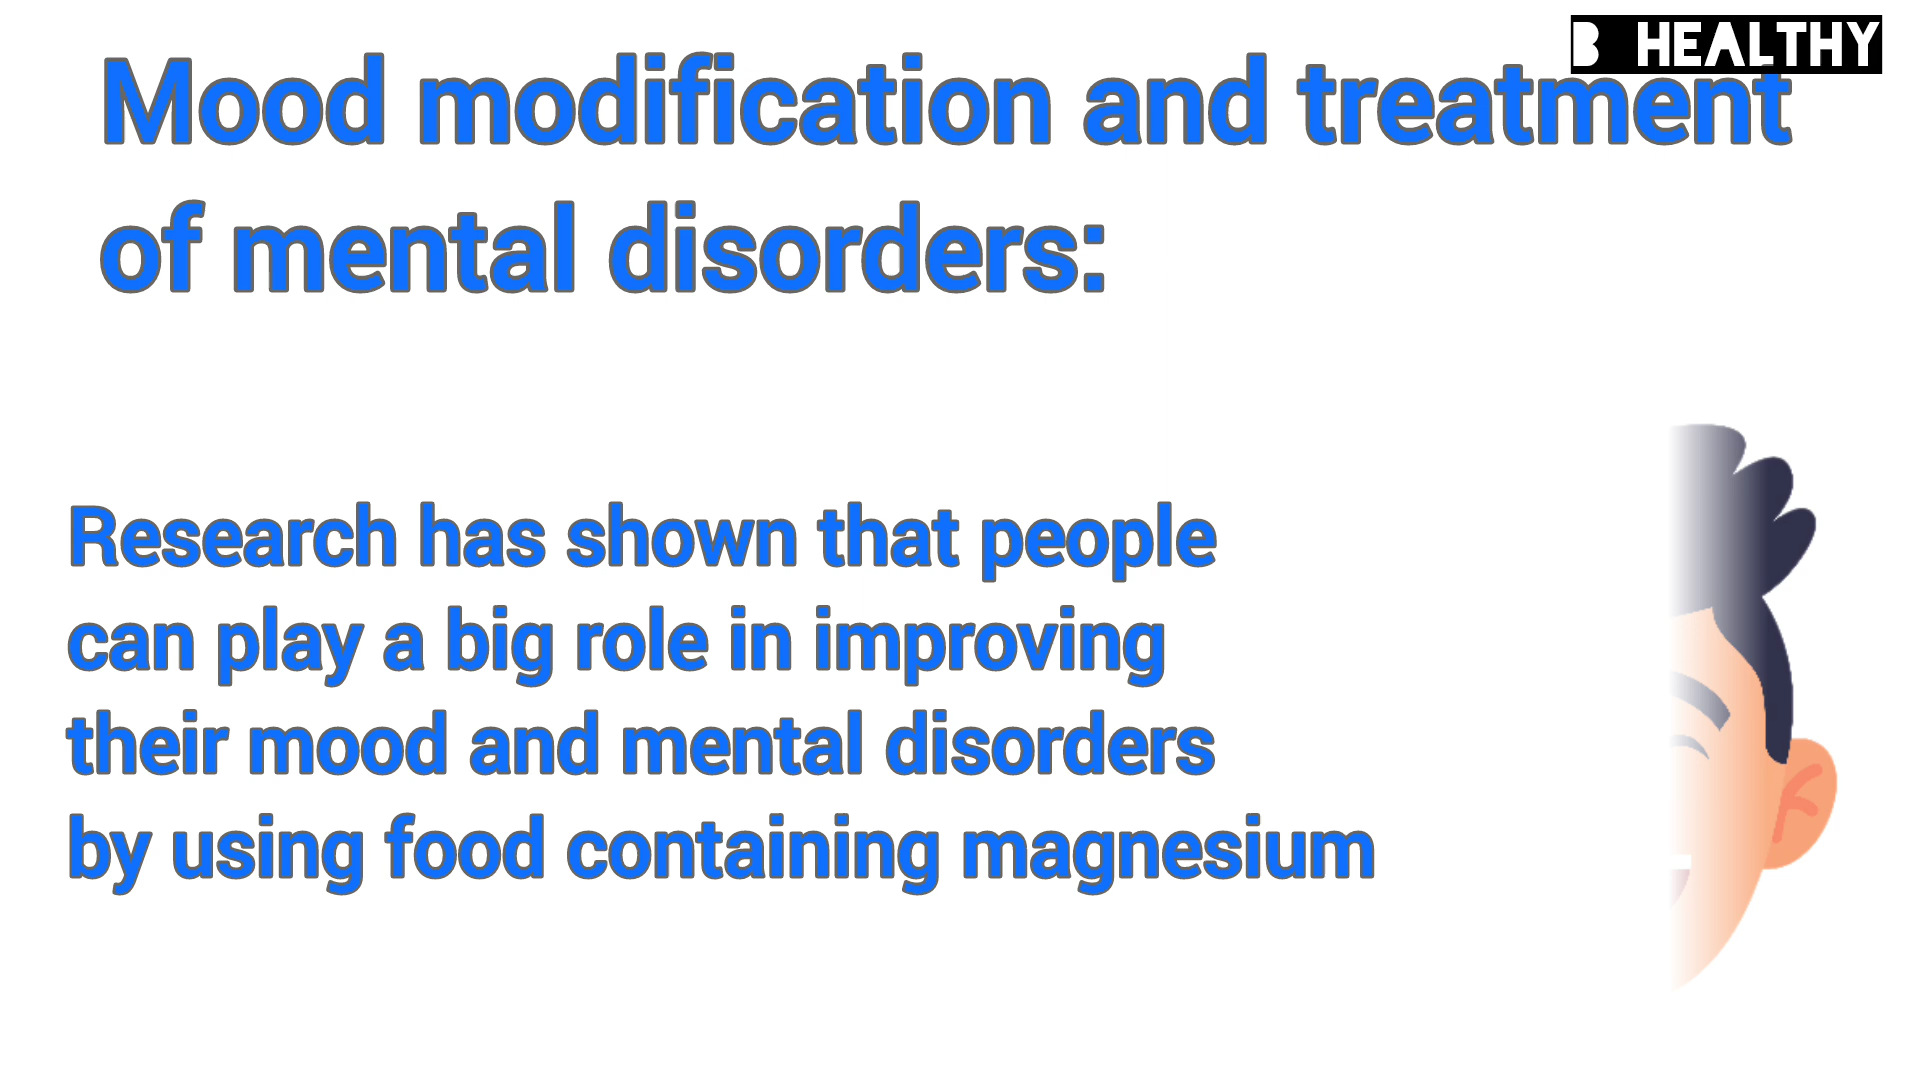 B HEALTHY
Mood modification and treatment
of mental disorders:
Research has shown that people
can play a big role in improving
their mood and mental disorders
by using food containing magnesium